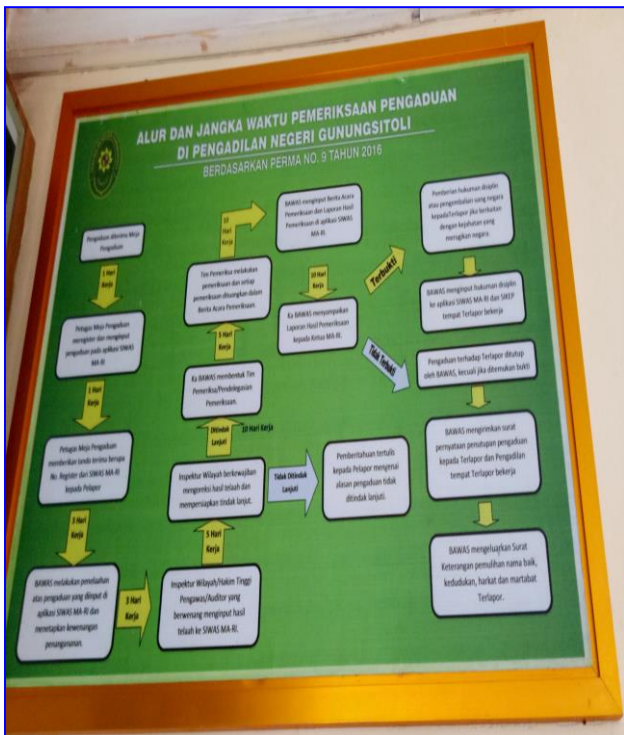 ALUR DAN JANGKA WAKTU PEMERIKSAAN PENGADUAN
DI PENGADILAN NEGERI GUNUNGSITOLI
BERDASARKAN PERMA NO. 9 TAHUN 2016
Pengaduan diterima Meja
Pengaduan
1 Hari
Kerja
Petugas Meja Pengaduan
meregister dan menginput
pengaduan pada aplikasi SIWAS
MA-RI.
1 Hari
Kerja
Petugas Meja Pengaduan
memberikan tanda terima berupa
No. Register dari SIWAS MA-RI
kepada Pelapor
3 Hari
Kerja
BAWAS melakukan penelaahan
atas pengaduan yang diinput di
aplikasi SIWAS MA-RI dan
menetapkan kewenangan
penanganan.
3 Hari
Kerja
Inspektur Wilayah/Hakim Tinggi
Pengawas/Auditor yang
berwenang menginput hasil
telaah ke SIWAS MA-RI.
5 Hari
Kerja
Inspektur Wilayah berkewajiban
mengoreksi hasil telaah dan
mempersiapkan tindak lanjut.
Tidak Ditindak
Lanjuti
Pemberitahuan tertulis
kepada Pelapor mengenai
alasan pengaduan tidak
ditindak lanjuti.
Ditindak
Lanjuti
10 Hari Kerja
Ka BAWAS membentuk Tim
Pemeriksa/Pendelegasian
Pemeriksaan.
5 Hari
Kerja
Tim Pemeriksa melakukan
pemeriksaan dan setiap
pemeriksaan dituangkan dalam
Berita Acara Pemeriksaan.
10
Hari
Kerja
BAWAS menginput Berita Acara
Pemeriksaan dan Laporan Hasil
Pemeriksaan di aplikasi SIWAS
MA-RI.
10 Hari
Kerja
Ka BAWAS menyampaikan
Laporan Hasil Pemeriksaan
kepada Ketua MA-RI.
Terbukti
Pemberian hukuman disiplin
atau pengembalian uang negara
kepadaTerlapor jika berkaitan
dengan kejahatan yang
merugikan negara.
BAWAS menginput hukuman disiplin
ke aplikasi SIWAS MA-RI dan SIKEP
tempat Terlapor bekerja
Tidak Terbukti
Pengaduan terhadap Terlapor ditutup
oleh BAWAS, kecuali jika ditemukan bukti
BAWAS mengirimkan surat
pernyataan penutupan pengaduan
kepada Terlapor dan Pengadilan
tempat Terlapor bekerja
BAWAS mengeluarkan Surat
Keterangan pemulihan nama baik,
kedudukan, harkat dan martabat
Terlapor.